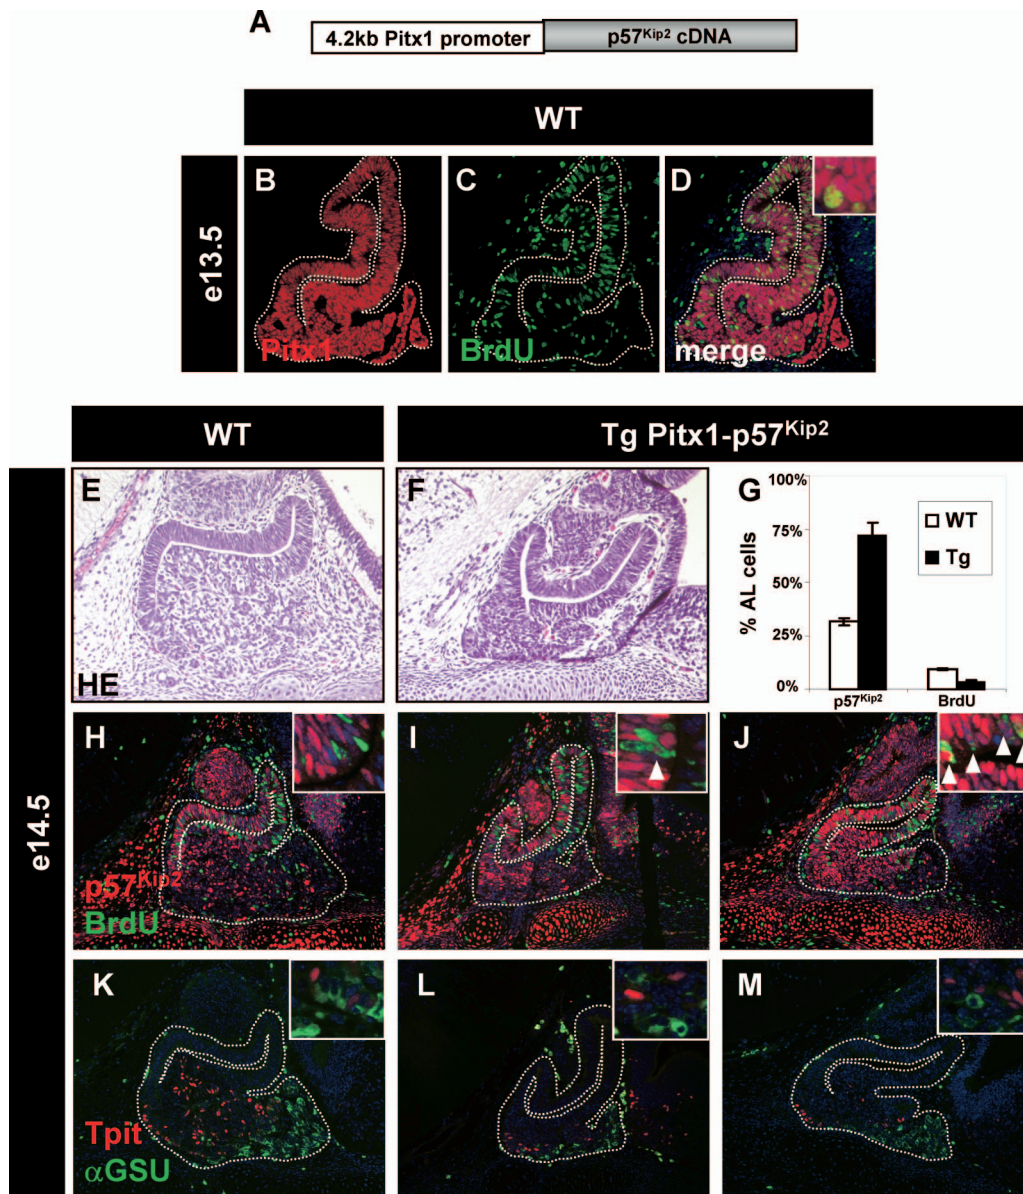 A
4.2kb Pitx1 promoter
p57Kip2 cDNA
WT
e13.5
B
C
D
Pitx1
BrdU
merge
WT
Tg Pitx1-p57Kip2
e14.5
E
HE
F
G
100%
75%
50%
25%
0%
% AL cells
WT
Tg
p57Kip2
BrdU
H
I
J
p57Kip2
BrdU
K
L
M
Tpit
αGSU